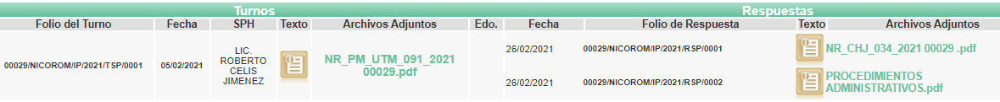 Turnos Respuestas
Folio del Turno Fecha SPH Texto Archivos Adjuntos Edo. Fecha Folio de Respuesta Texto Archivos Adjuntos
00029/NICOROM/IP/2021/TSP/0001 05/02/2021 LIC.
ROBERTO
CELIS
JIMENEZ
NR_PM_UTM_091_2021
00029.pdf
26/02/2021 00029/NICOROM/IP/2021/RSP/0001 NR_CHJ_034_2021 00029 .pdf
26/02/2021 00029/NICOROM/IP/2021/RSP/0002 PROCEDIMIENTOS
ADMINISTRATIVOS.pdf